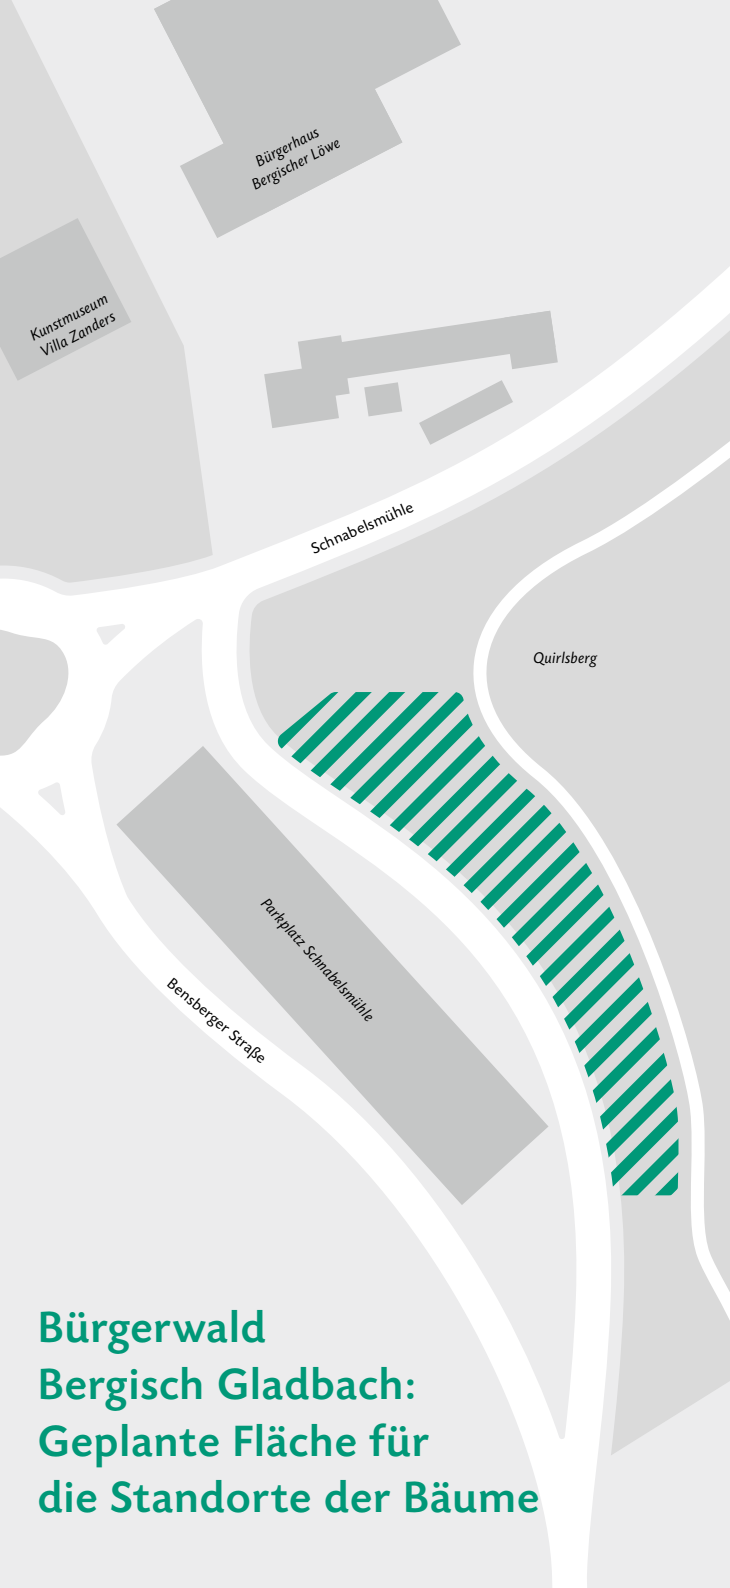 Bürgerhaus
Bergischer Löwe
Kunstmuseum
Villa Zanders
Schnabelsmühle
Quirlsberg
Parkplatz Schnabelsmühle
Bensberger Straße
Bürgerwald
Bergisch Gladbach:
Geplante Fläche für
die Standorte der Bäume